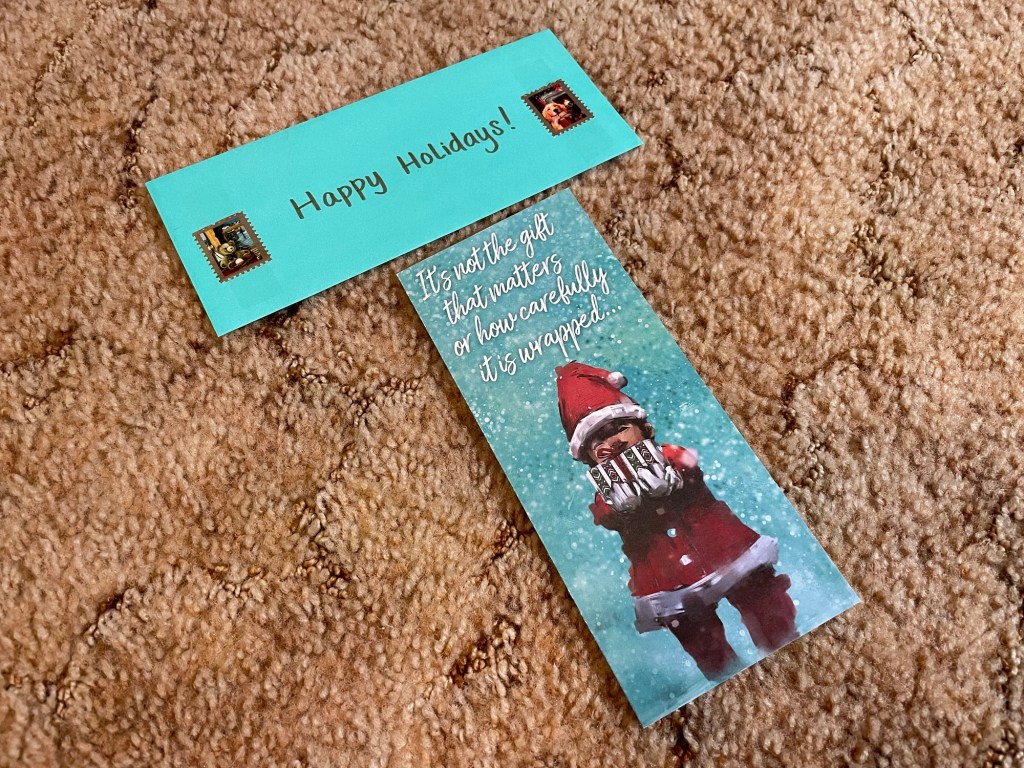 Happy Holidays!
It's not the gift
that matters
or how carefully
it is wrapped...